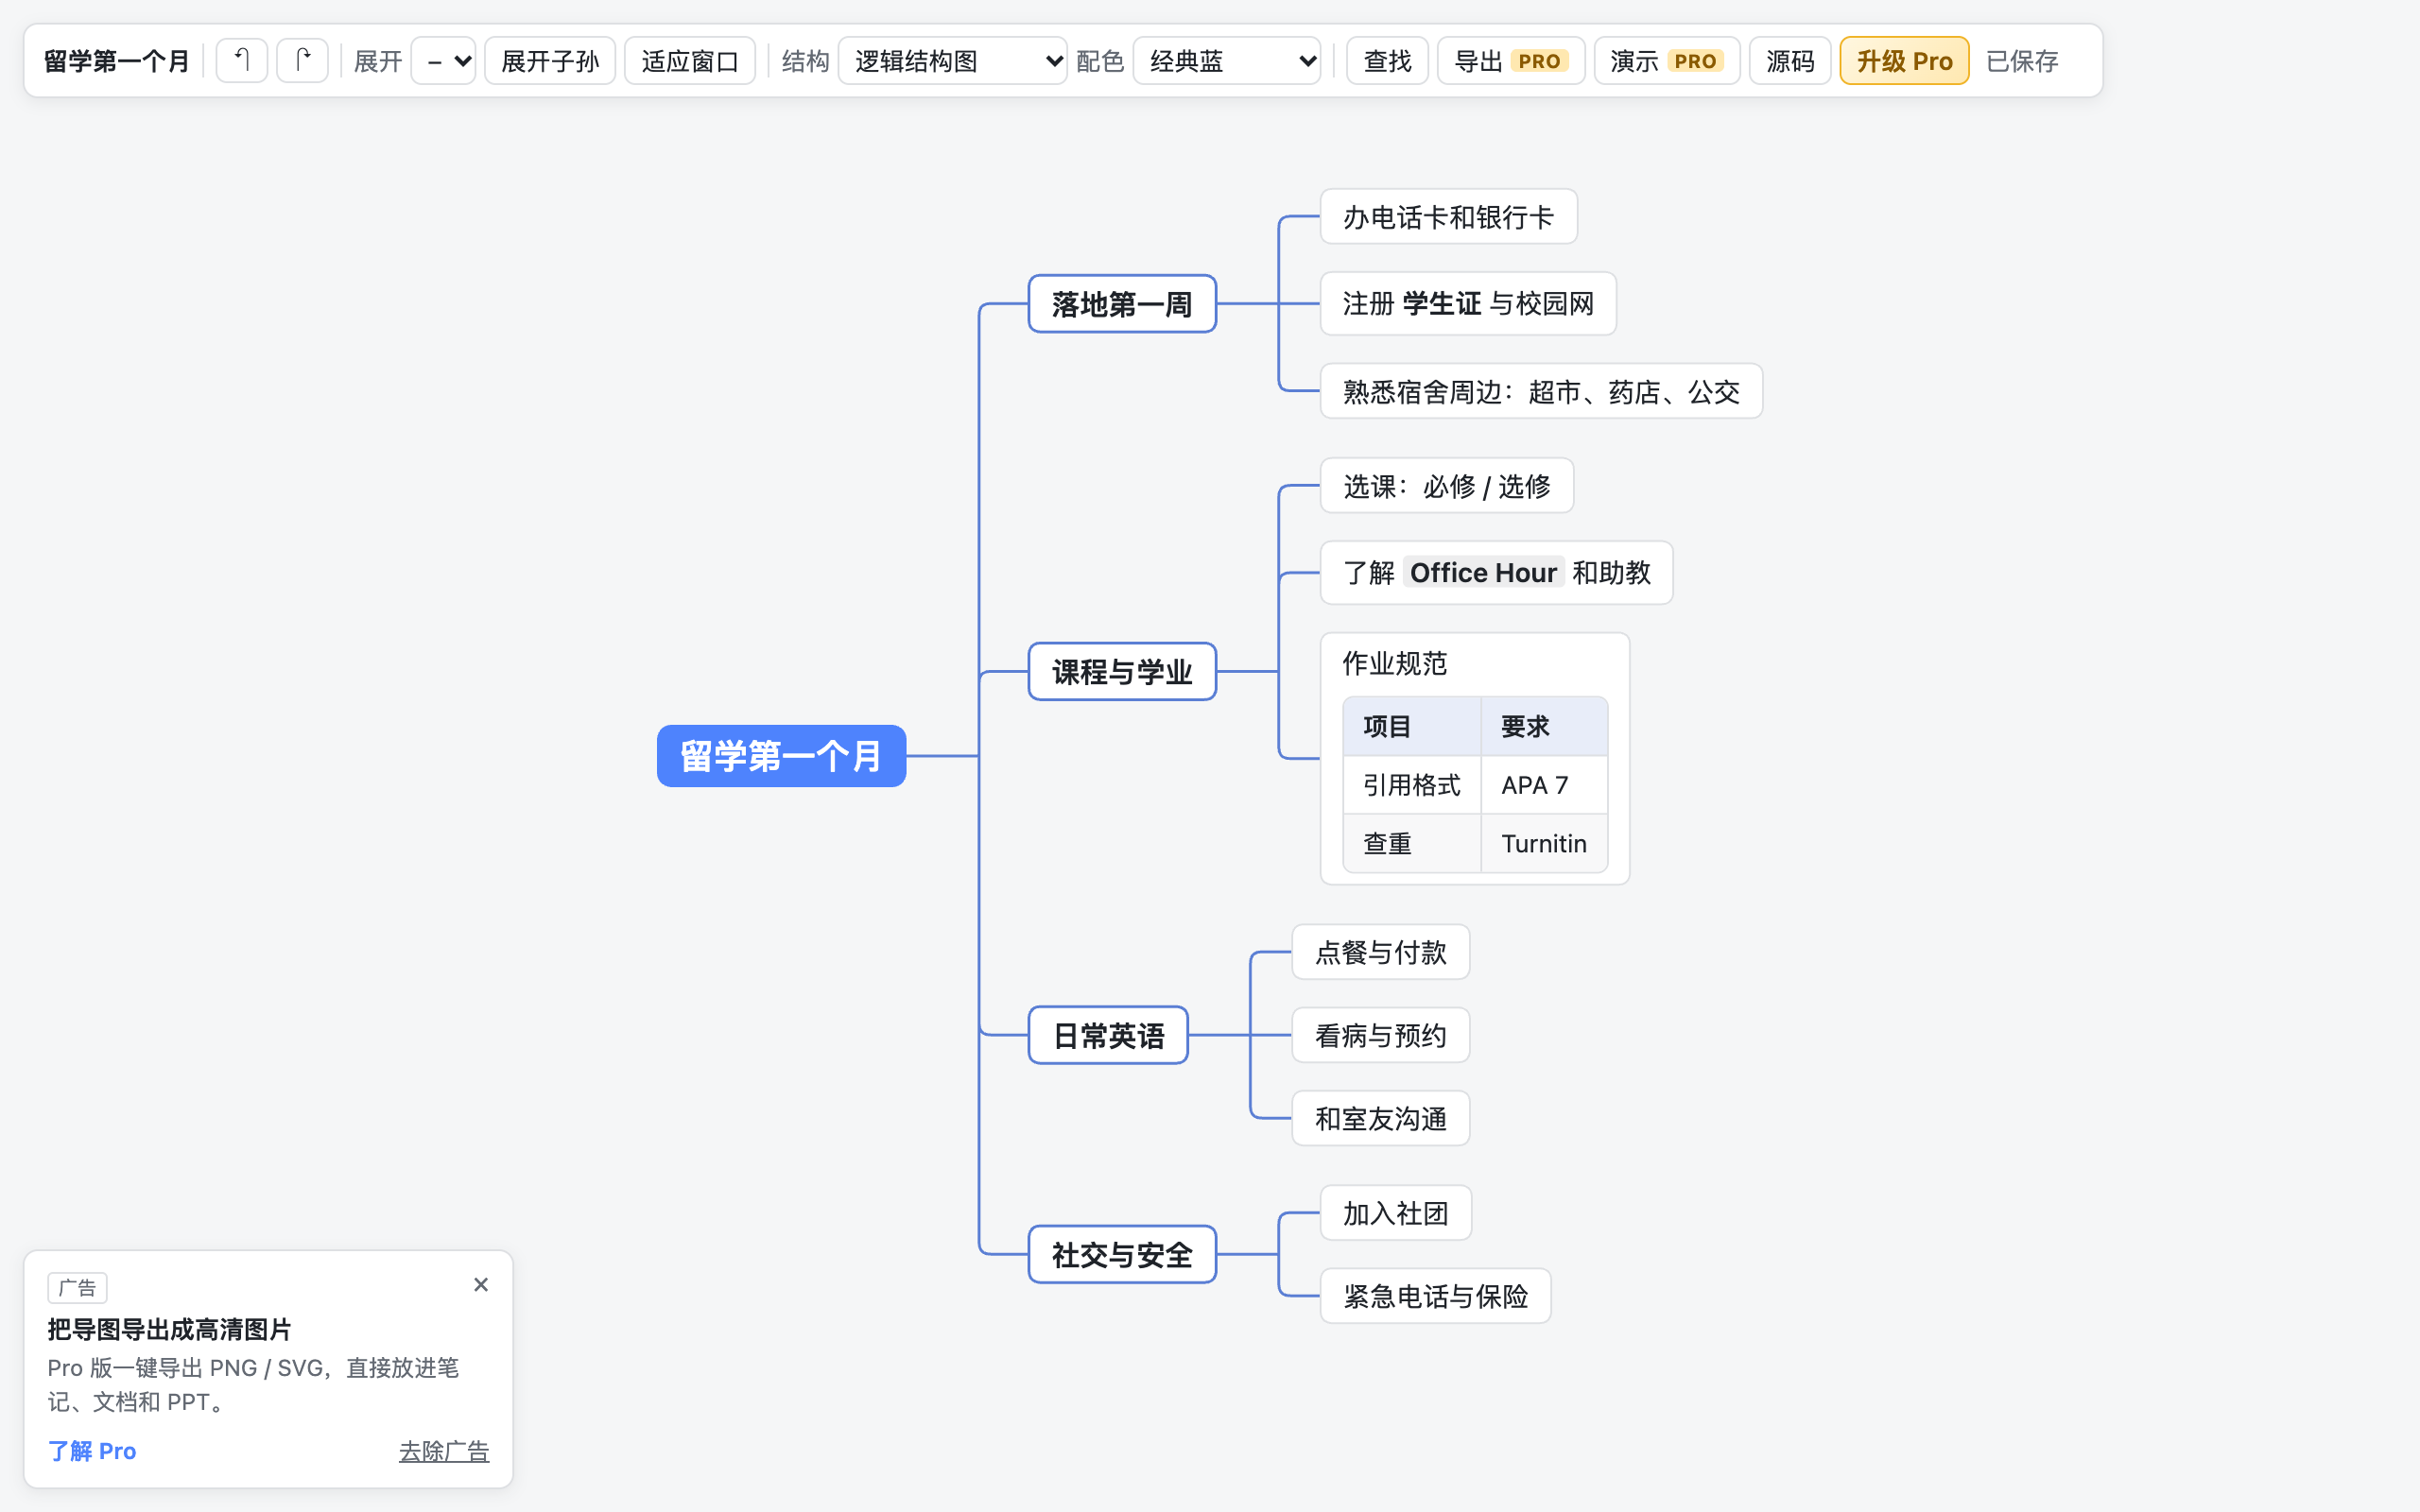 留学第一个月
展开
–
展开子孙
适应窗口
结构
逻辑结构图
配色
经典蓝
查找
导出 PRO
演示 PRO
源码
升级 Pro
已保存
留学第一个月
落地第一周
办电话卡和银行卡
注册 学生证 与校园网
熟悉宿舍周边：超市、药店、公交
课程与学业
选课：必修 / 选修
了解 Office Hour 和助教
作业规范
项目 要求
引用格式 APA 7
查重 Turnitin
日常英语
点餐与付款
看病与预约
和室友沟通
社交与安全
加入社团
紧急电话与保险
广告
×
把导图导出成高清图片
Pro 版一键导出 PNG / SVG，直接放进笔
记、文档和 PPT。
了解 Pro
去除广告